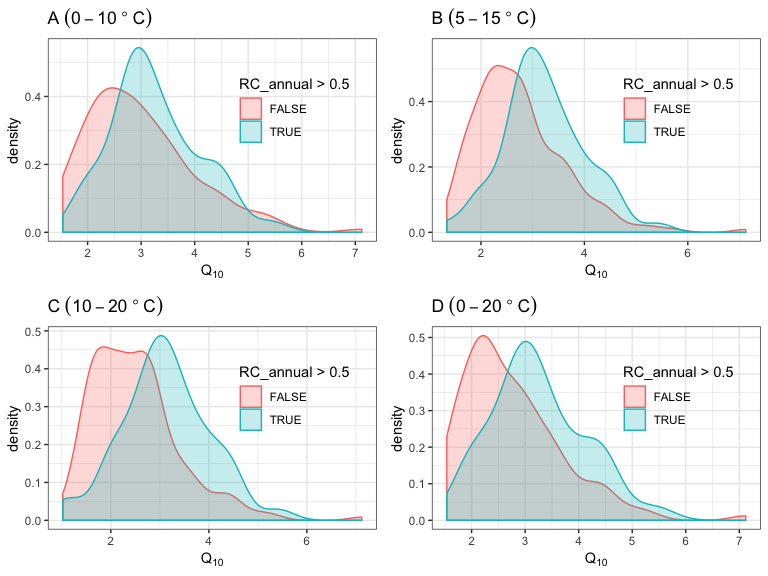 A (0 – 10 ° C)
density
0.4
0.2
0.0
2 3 4 5 6 7
Q10
RC_annual > 0.5
FALSE
TRUE
B (5 – 15 ° C)
density
0.4
0.2
0.0
2 4 6
Q10
RC_annual > 0.5
FALSE
TRUE
C (10 – 20 ° C)
density
0.5
0.4
0.3
0.2
0.1
0.0
2 4 6
Q10
RC_annual > 0.5
FALSE
TRUE
D (0 – 20 ° C)
density
0.5
0.4
0.3
0.2
0.1
0.0
2 3 4 5 6 7
Q10
RC_annual > 0.5
FALSE
TRUE